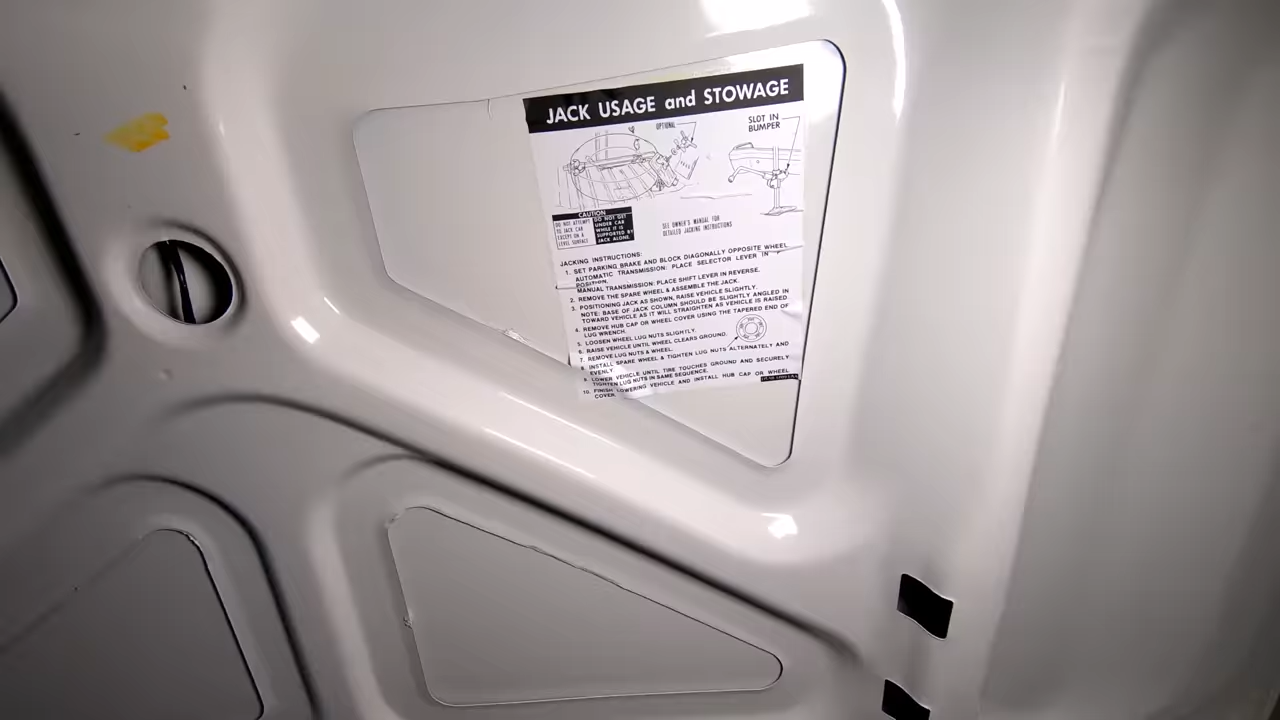 JACK USAGE and STOWAGE
OPTIONAL
SLOT IN
BUMPER
CAUTION
DO NOT ATTEMPT
TO JACK CAR
EXCEPT ON A
LEVEL SURFACE
DO NOT GET
UNDER CAR
WHILE IT IS
SUPPORTED BY
JACK ALONE.
SEE OWNER'S MANUAL FOR
DETAILED JACKING INSTRUCTIONS
JACKING INSTRUCTIONS:
1. SET PARKING BRAKE AND BLOCK DIAGONALLY OPPOSITE WHEEL
AUTOMATIC TRANSMISSION: PLACE SELECTOR LEVER IN
POSITION.
MANUAL TRANSMISSION: PLACE SHIFT LEVER IN REVERSE.
2. REMOVE THE SPARE WHEEL & ASSEMBLE THE JACK.
3. POSITIONING JACK AS SHOWN, RAISE VEHICLE SLIGHTLY.
NOTE: BASE OF JACK COLUMN SHOULD BE SLIGHTLY ANGLED IN
TOWARD VEHICLE AS IT WILL STRAIGHTEN AS VEHICLE IS RAISED
4. REMOVE HUB CAP OR WHEEL COVER USING THE TAPERED END OF
LUG WRENCH.
5. LOOSEN WHEEL LUG NUTS SLIGHTLY.
6. RAISE VEHICLE UNTIL WHEEL CLEARS GROUND.
7. REMOVE LUG NUTS & WHEEL.
8. INSTALL SPARE WHEEL & TIGHTEN LUG NUTS ALTERNATELY AND
EVENLY.
9. LOWER VEHICLE UNTIL TIRE TOUCHES GROUND AND SECURELY
TIGHTEN LUG NUTS IN SAME SEQUENCE.
10. FINISH LOWERING VEHICLE AND INSTALL HUB CAP OR WHEEL
COVER.